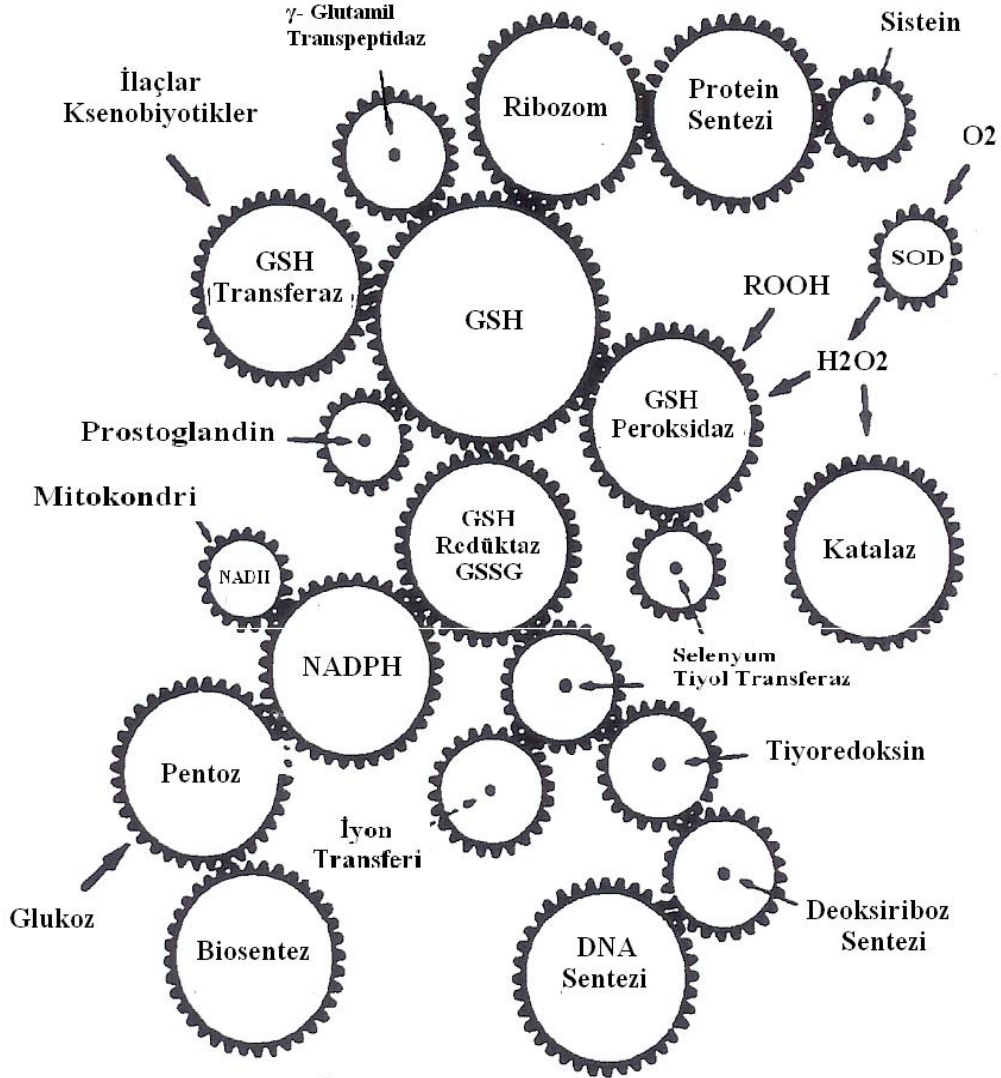 γ- Glutamil
Transpeptidaz
Sistein
İlaçlar
Ksenobiyotikler
Ribozom
Protein
Sentezi
O2
SOD
GSH
Transferaz
GSH
ROOH
H2O2
GSH
Peroksidaz
Prostoglandin
Mitokondri
GSH
Redüktaz
GSSG
Katalaz
NADH
NADPH
Selenyum
Tiyol Transferaz
Tiyoredoksin
Pentoz
İyon
Transferi
Glukoz
Biosentez
DNA
Sentezi
Deoksiriboz
Sentezi